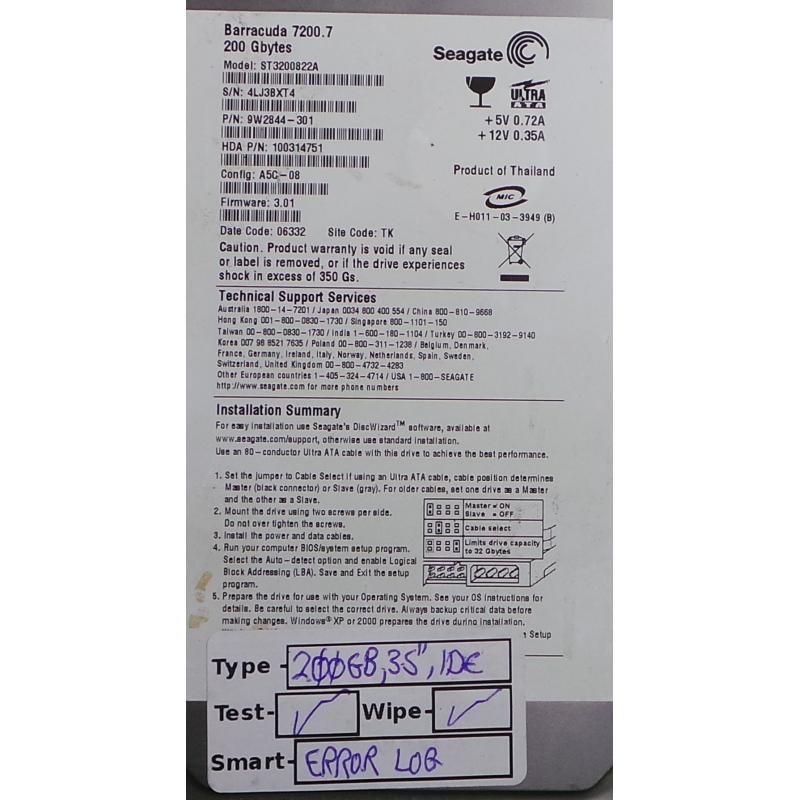 Barracuda 7200.7
200 Gbytes
Seagate
Model: ST3200822A
S/N: 4LJ3BXT4
ULTRA
ATA
P/N: 9W2844-301
+5V 0.72A
+12V 0.35A
HDA P/N: 100314751
Product of Thailand
Config: A5C-08
MIC
Firmware: 3.01
E-H011-03-3949 (B)
Date Code: 06332 Site Code: TK
Caution. Product warranty is void if any seal
or label is removed, or if the drive experiences
shock in excess of 350 Gs.
Technical Support Services
Australia 1800-14-7201 / Japan 0034 800 400 554 / China 800-810-9668
Hong Kong 001-800-0830-1730 / Singapore 800-1101-150
Taiwan 00-800-0830-1730 / India 1-600-180-1104 / Turkey 00-800-3192-9140
Korea 007 98 8521 7635 / Poland 00-800-311-1238 / Belgium, Denmark,
France, Germany, Ireland, Italy, Norway, Netherlands, Spain, Sweden,
Switzerland, United Kingdom 00-800-4732-4283
Other European countries 1-405-324-4714 / USA 1-800-SEAGATE
http://www.seagate.com for more phone numbers
Installation Summary
For easy installation use Seagate's DiscWizard™ software, available at
www.seagate.com/support, otherwise use standard installation.
Use an 80-conductor Ultra ATA cable with this drive to achieve the best performance.
1. Set the jumper to Cable Select if using an Ultra ATA cable, cable position determines
Master (black connector) or Slave (gray). For older cables, set one drive as a Master
and the other as a Slave.
2. Mount the drive using two screws per side.
Do not over tighten the screws.
3. Install the power and data cables.
4. Run your computer BIOS/system setup program.
Select the Auto-detect option and enable Logical
Block Addressing (LBA). Save and Exit the setup
program.
Master = ON
Slave = OFF
Cable select
Limits drive capacity
to 32 Gbytes
5. Prepare the drive for use with your Operating System. See your OS instructions for
details. Be careful to select the correct drive. Always backup critical data before
making changes. Windows® XP or 2000 prepares the drive during installation.
Setup
Type - 200GB, 3.5", IDE
Test- ✓ Wipe- ✓
Smart- ERROR LOG